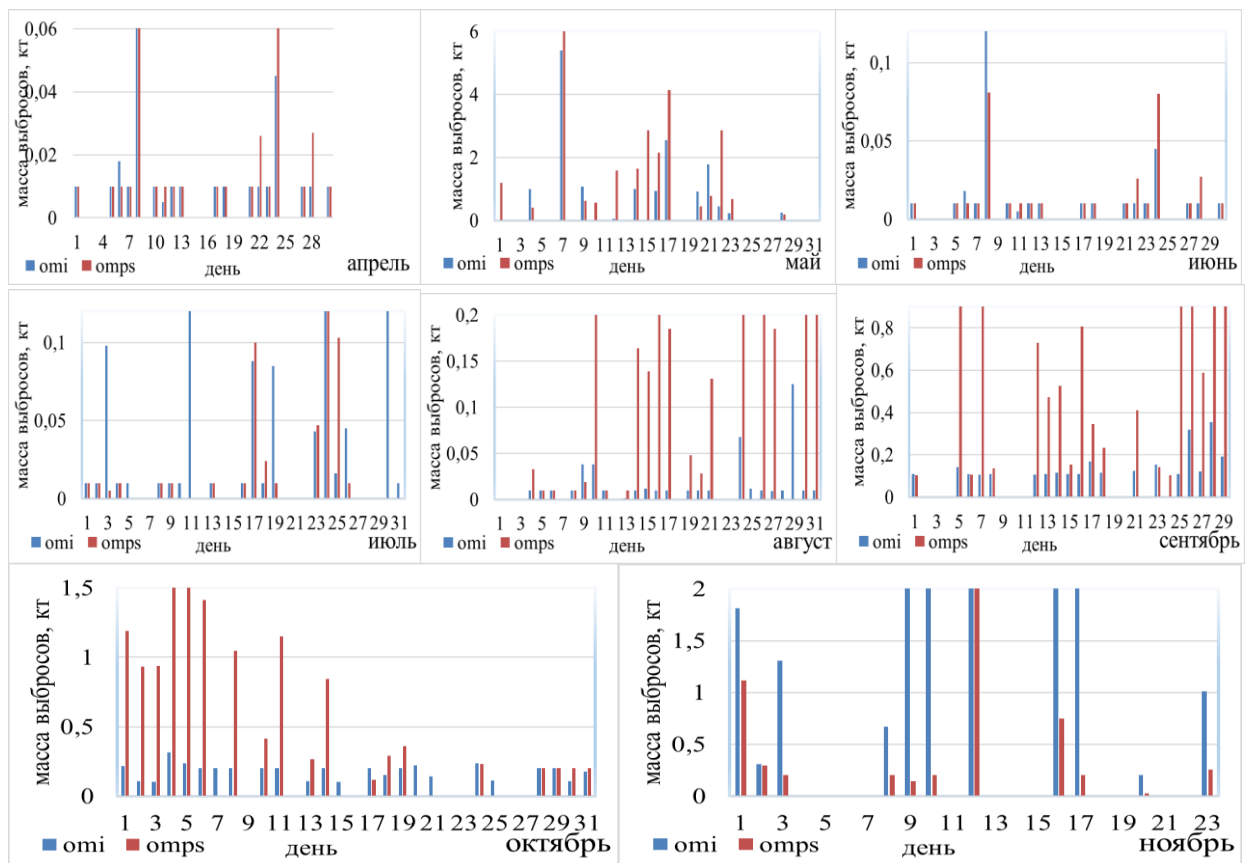 масса выбросов, кт
0,06
0,04
0,02
0
1 4 7 10 13 16 19 22 25 28
omi omps день апрель
масса выбросов, кт
6
4
2
0
1 3 5 7 9 11 13 15 17 19 21 23 25 27 29 31
omi omps день май
масса выбросов, кт
0,1
0,05
0
1 3 5 7 9 11 13 15 17 19 21 23 25 27 29
omi omps день июнь
масса выбросов, кт
0,1
0,05
0
1 3 5 7 9 11 13 15 17 19 21 23 25 27 29 31
omi omps день июль
масса выбросов, кт
0,2
0,15
0,1
0,05
0
1 3 5 7 9 11 13 15 17 19 21 23 25 27 29 31
omi omps день август
масса выбросов, кт
0,8
0,6
0,4
0,2
0
1 3 5 7 9 11 13 15 17 19 21 23 25 27 29
omi omps день сентябрь
масса выбросов, кт
1,5
1
0,5
0
1 3 5 7 9 11 13 15 17 19 21 23 25 27 29 31
omi omps день октябрь
масса выбросов, кт
2
1,5
1
0,5
0
1 3 5 7 9 11 13 15 17 19 21 23
omi omps день ноябрь